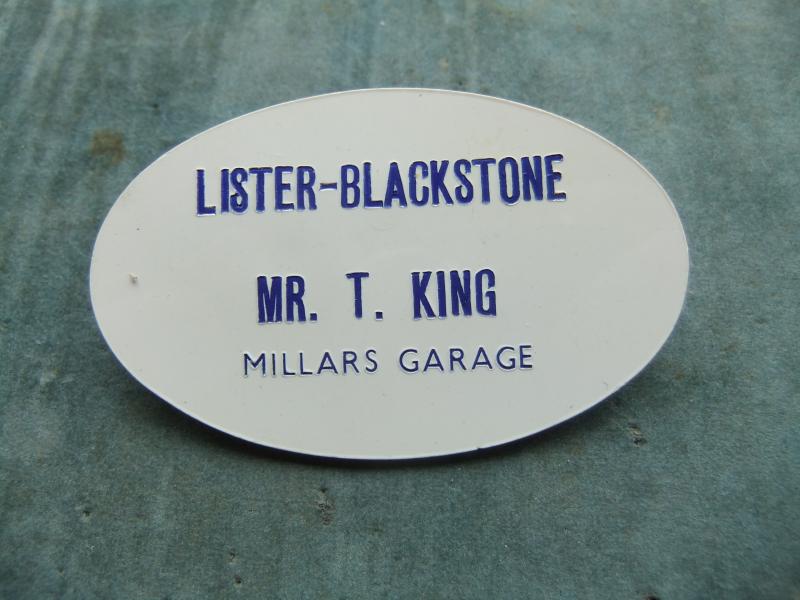 LISTER-BLACKSTONE
MR. T. KING
MILLARS GARAGE